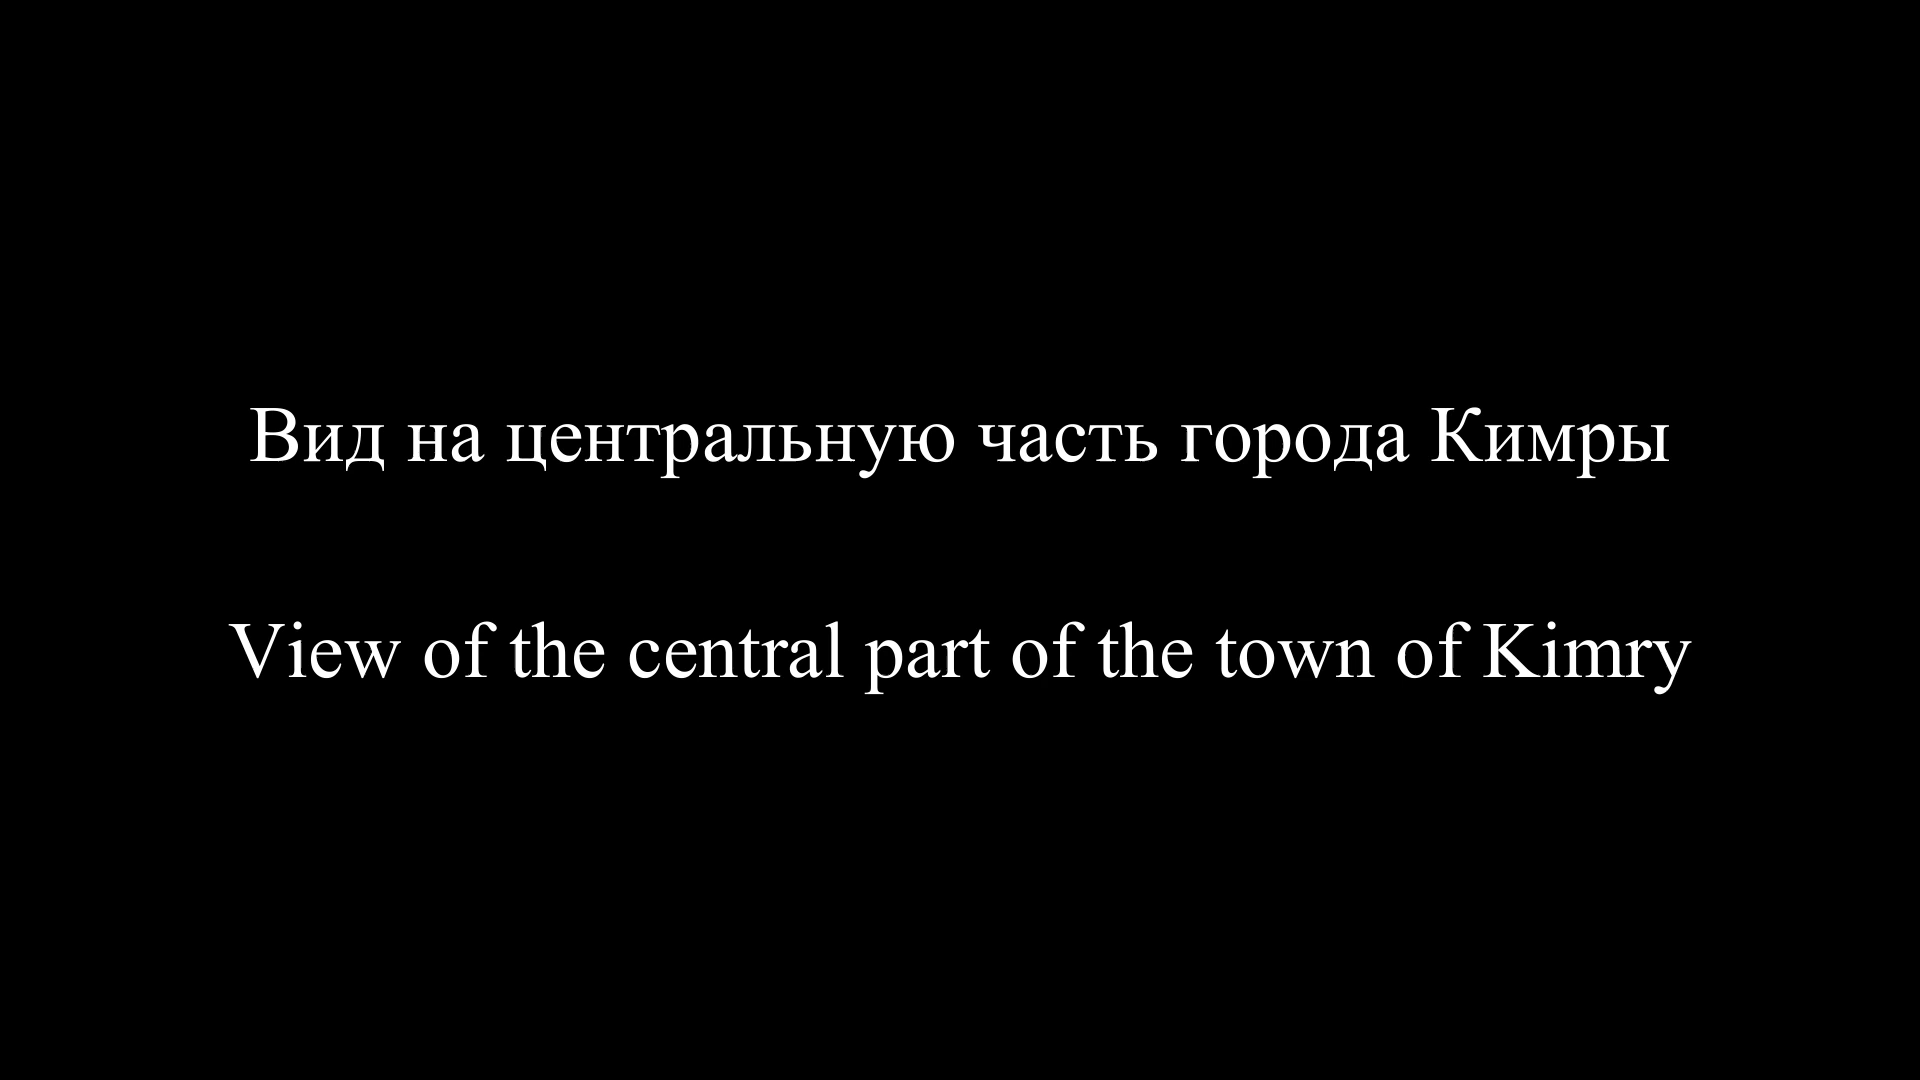 Вид на центральную часть города Кимры
View of the central part of the town of Kimry